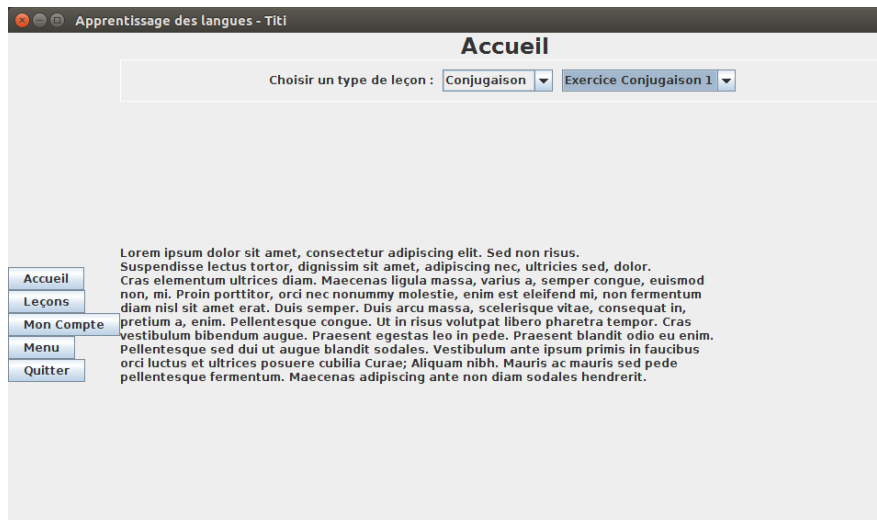 Apprentissage des langues - Titi
Accueil
Choisir un type de leçon : Conjugaison Exercice Conjugaison 1
Accueil
Leçons
Mon Compte
Menu
Quitter
Lorem ipsum dolor sit amet, consectetur adipiscing elit. Sed non risus.
Suspendisse lectus tortor, dignissim sit amet, adipiscing nec, ultricies sed, dolor.
Cras elementum ultrices diam. Maecenas ligula massa, varius a, semper congue, euismod
non, mi. Proin porttitor, orci nec nonummy molestie, enim est eleifend mi, non fermentum
diam nisl sit amet erat. Duis semper. Duis arcu massa, scelerisque vitae, consequat in,
pretium a, enim. Pellentesque congue. Ut in risus volutpat libero pharetra tempor. Cras
vestibulum bibendum augue. Praesent egestas leo in pede. Praesent blandit odio eu enim.
Pellentesque sed dui ut augue blandit sodales. Vestibulum ante ipsum primis in faucibus
orci luctus et ultrices posuere cubilia Curae; Aliquam nibh. Mauris ac mauris sed pede
pellentesque fermentum. Maecenas adipiscing ante non diam sodales hendrerit.